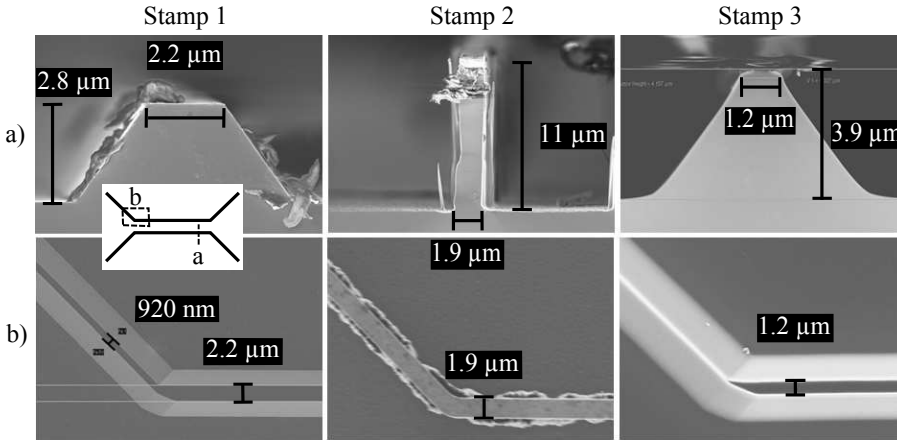 Stamp 1
Stamp 2
Stamp 3
a)
2.8 µm
2.2 µm
11 µm
1.9 µm
1.2 µm
3.9 µm
b
a
b)
920 nm
2.2 µm
1.9 µm
1.2 µm